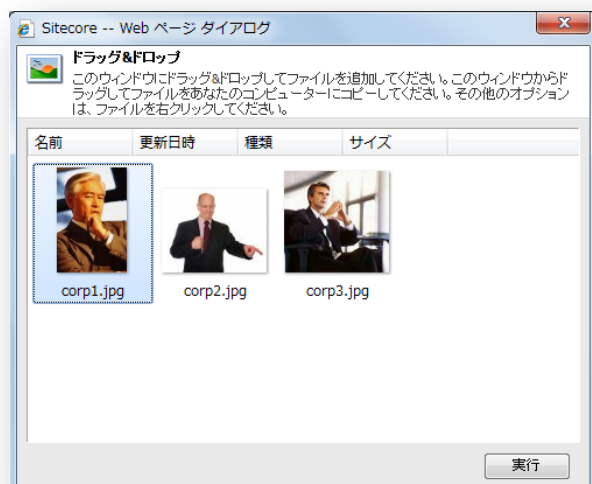 Sitecore -- Web ページ ダイアログ
ドラッグ&ドロップ
このウィンドウにドラッグ&ドロップしてファイルを追加してください。このウィンドウからド
ラッグしてファイルをあなたのコンピューターにコピーしてください。その他のオプション
は、ファイルを右クリックしてください。
名前 更新日時 種類 サイズ
corp1.jpg corp2.jpg corp3.jpg
実行